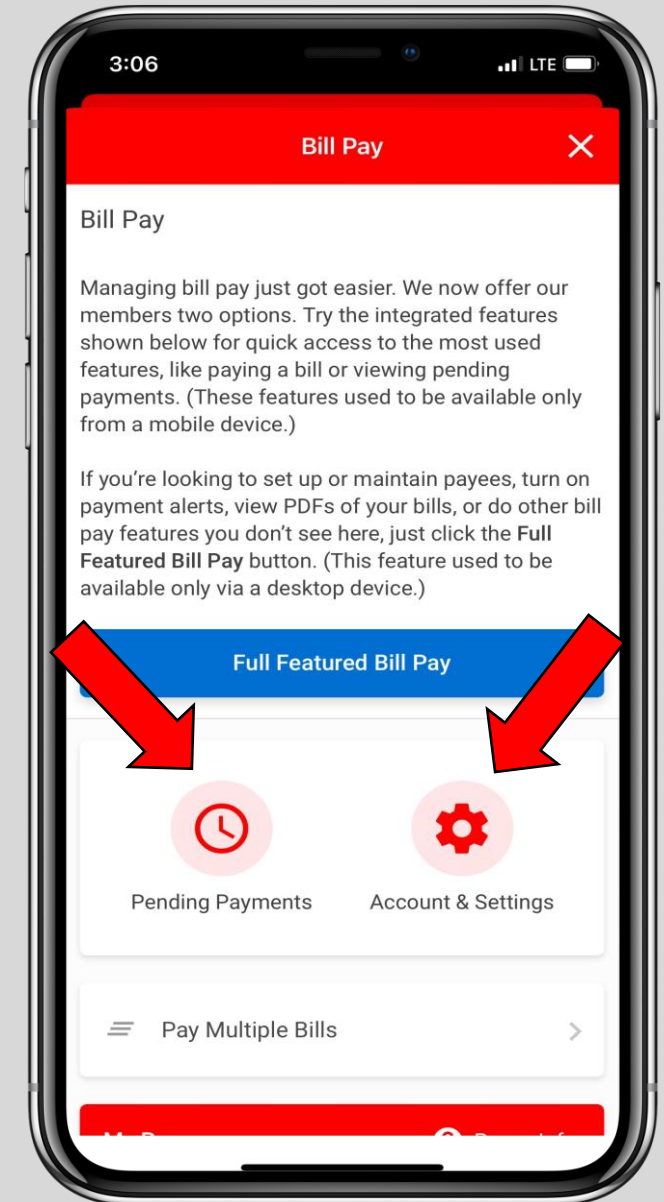 3:06
LTE
Bill Pay
Bill Pay
Managing bill pay just got easier. We now offer our
members two options. Try the integrated features
shown below for quick access to the most used
features, like paying a bill or viewing pending
payments. (These features used to be available only
from a mobile device.)
If you’re looking to set up or maintain payees, turn on
payment alerts, view PDFs of your bills, or do other bill
pay features you don’t see here, just click the Full
Featured Bill Pay button. (This feature used to be
available only via a desktop device.)
Full Featured Bill Pay
Pending Payments
Account & Settings
Pay Multiple Bills